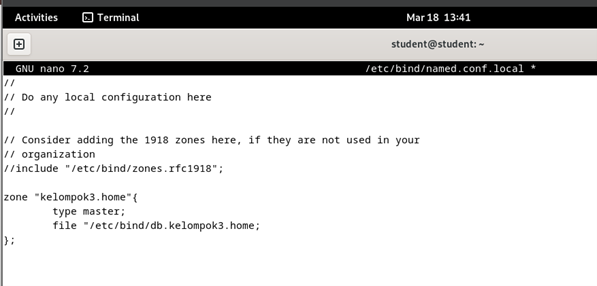 Activities Terminal Mar 18 13:41
student@student: ~
GNU nano 7.2 /etc/bind/named.conf.local *
//
// Do any local configuration here
//
// Consider adding the 1918 zones here, if they are not used in your
// organization
//include "/etc/bind/zones.rfc1918";
zone "kelompok3.home"{
        type master;
        file "/etc/bind/db.kelompok3.home;
};